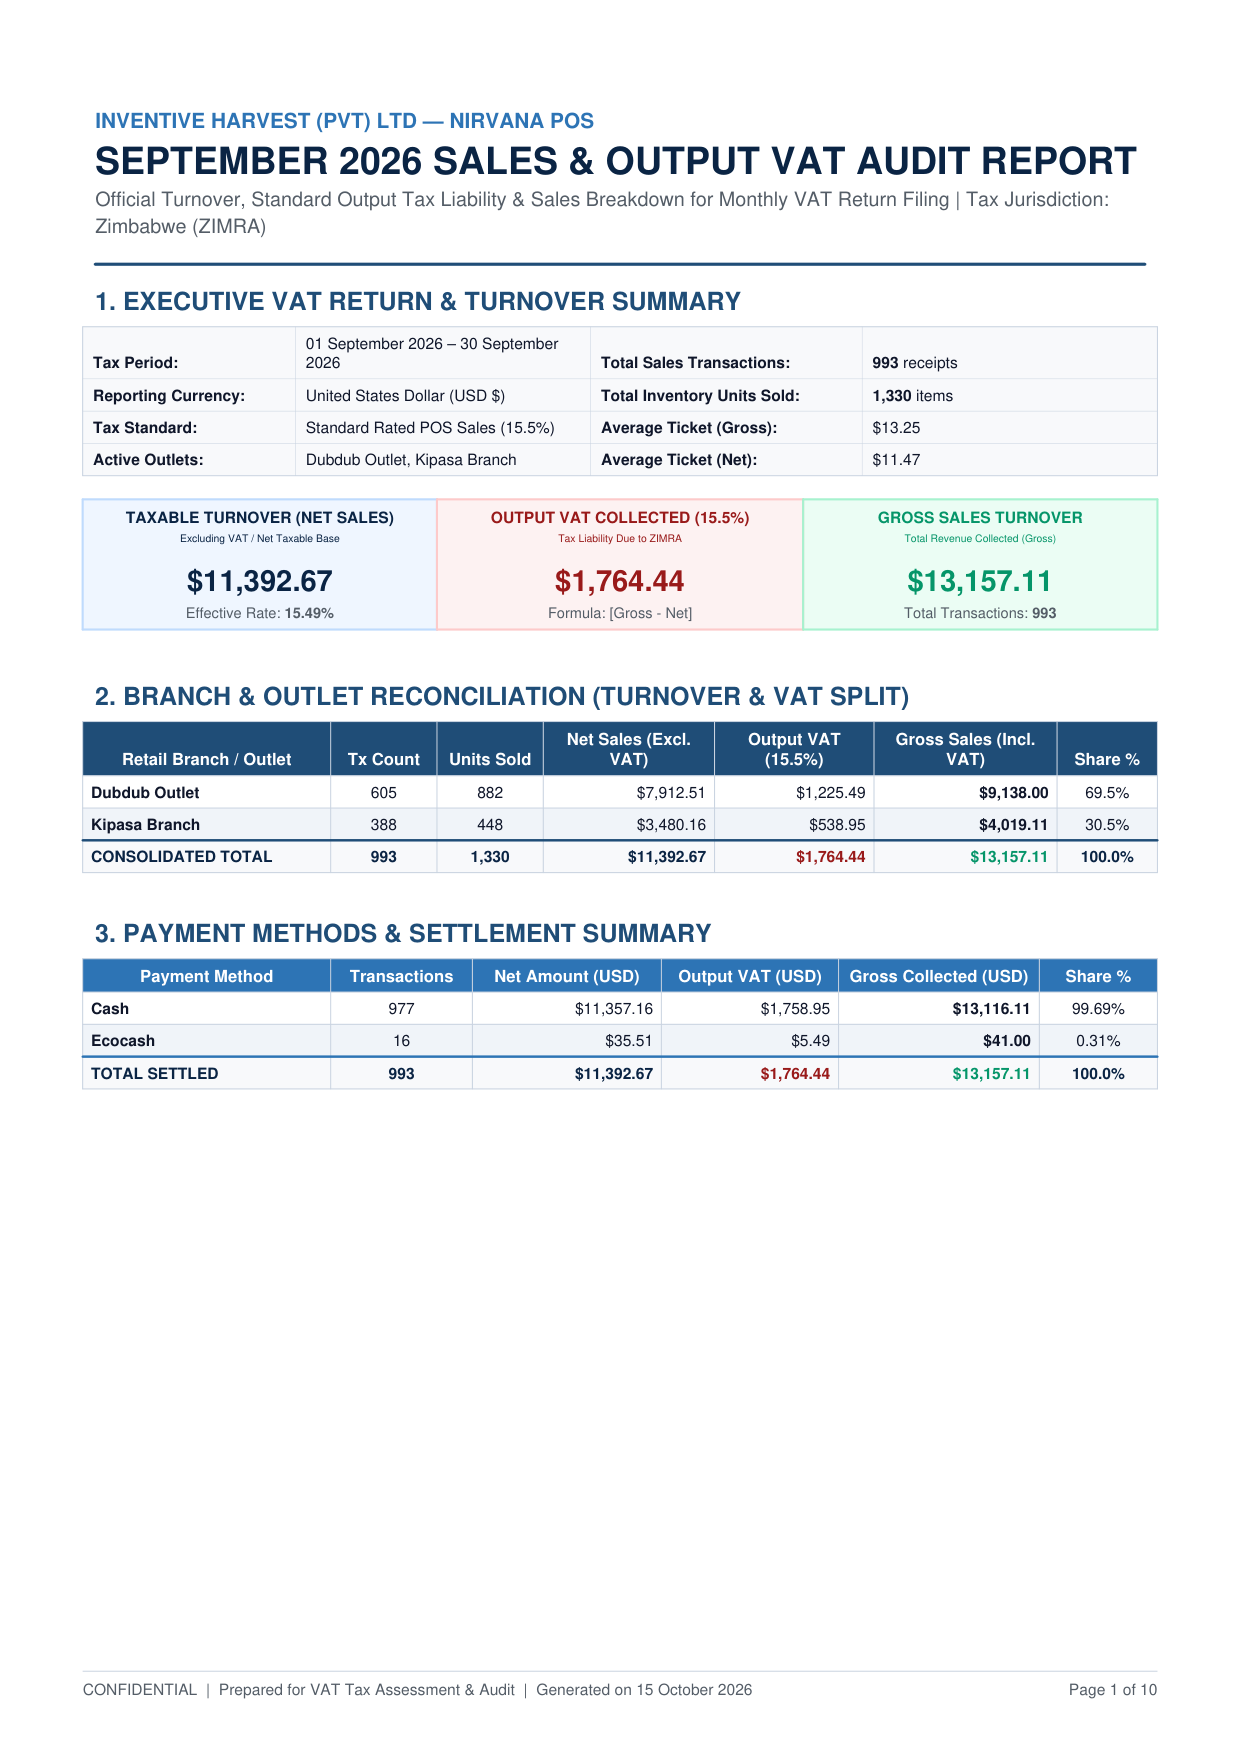 INVENTIVE HARVEST (PVT) LTD — NIRVANA POS
SEPTEMBER 2026 SALES & OUTPUT VAT AUDIT REPORT
Official Turnover, Standard Output Tax Liability & Sales Breakdown for Monthly VAT Return Filing | Tax Jurisdiction:
Zimbabwe (ZIMRA)
1. EXECUTIVE VAT RETURN & TURNOVER SUMMARY
Tax Period: 01 September 2026 – 30 September
2026 Total Sales Transactions: 993 receipts
Reporting Currency: United States Dollar (USD $) Total Inventory Units Sold: 1,330 items
Tax Standard: Standard Rated POS Sales (15.5%) Average Ticket (Gross): $13.25
Active Outlets: Dubdub Outlet, Kipasa Branch Average Ticket (Net): $11.47
TAXABLE TURNOVER (NET SALES) OUTPUT VAT COLLECTED (15.5%) GROSS SALES TURNOVER
Excluding VAT / Net Taxable Base Tax Liability Due to ZIMRA Total Revenue Collected (Gross)
$11,392.67 $1,764.44 $13,157.11
Effective Rate: 15.49% Formula: [Gross - Net] Total Transactions: 993
2. BRANCH & OUTLET RECONCILIATION (TURNOVER & VAT SPLIT)
Retail Branch / Outlet Tx Count Units Sold Net Sales (Excl. VAT) Output VAT (15.5%) Gross Sales (Incl. VAT) Share %
Dubdub Outlet 605 882 $7,912.51 $1,225.49 $9,138.00 69.5%
Kipasa Branch 388 448 $3,480.16 $538.95 $4,019.11 30.5%
CONSOLIDATED TOTAL 993 1,330 $11,392.67 $1,764.44 $13,157.11 100.0%
3. PAYMENT METHODS & SETTLEMENT SUMMARY
Payment Method Transactions Net Amount (USD) Output VAT (USD) Gross Collected (USD) Share %
Cash 977 $11,357.16 $1,758.95 $13,116.11 99.69%
Ecocash 16 $35.51 $5.49 $41.00 0.31%
TOTAL SETTLED 993 $11,392.67 $1,764.44 $13,157.11 100.0%
CONFIDENTIAL | Prepared for VAT Tax Assessment & Audit | Generated on 15 October 2026 Page 1 of 10